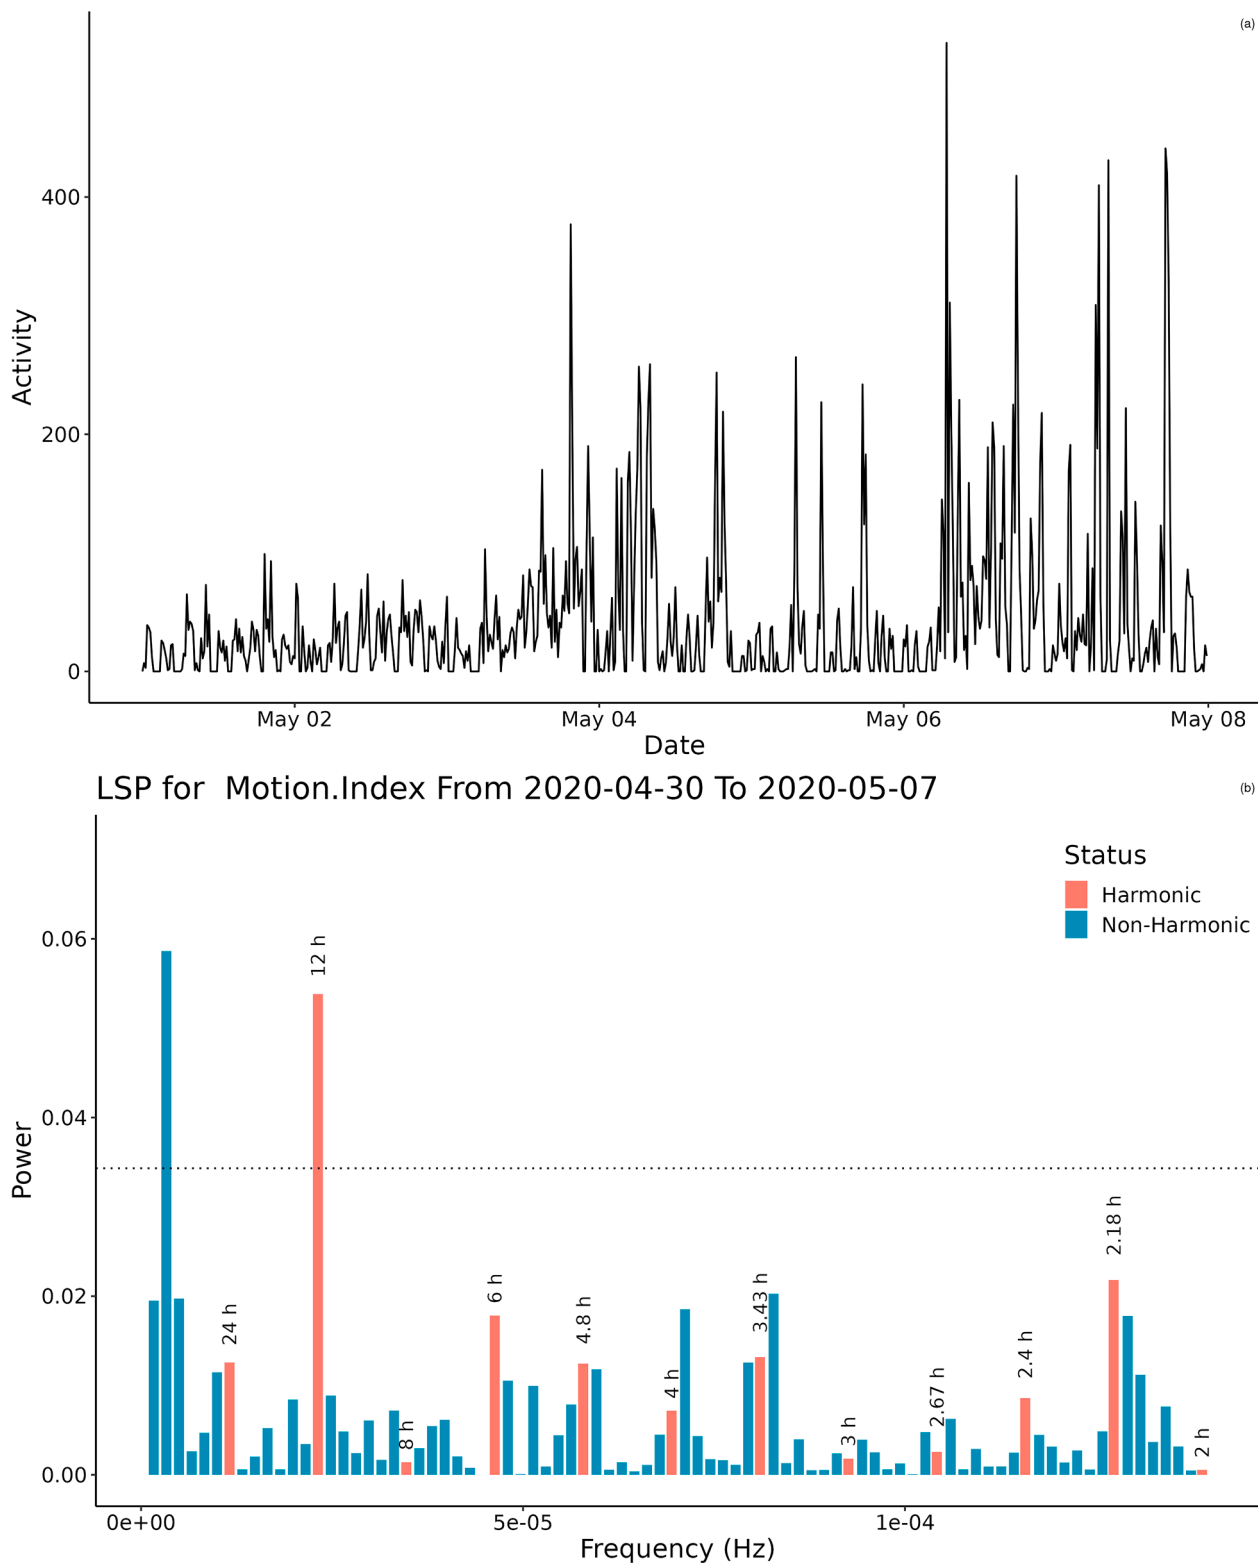 (a)
400
200
0
Activity
May 02
May 04
May 06
May 08
Date
LSP for  Motion.Index From 2020-04-30 To 2020-05-07
(b)
Status
Harmonic
Non-Harmonic
0.06
0.04
0.02
0.00
Power
24 h
12 h
8 h
6 h
4.8 h
4 h
3.43 h
3 h
2.67 h
2.4 h
2.18 h
2 h
0e+00
5e-05
1e-04
Frequency (Hz)